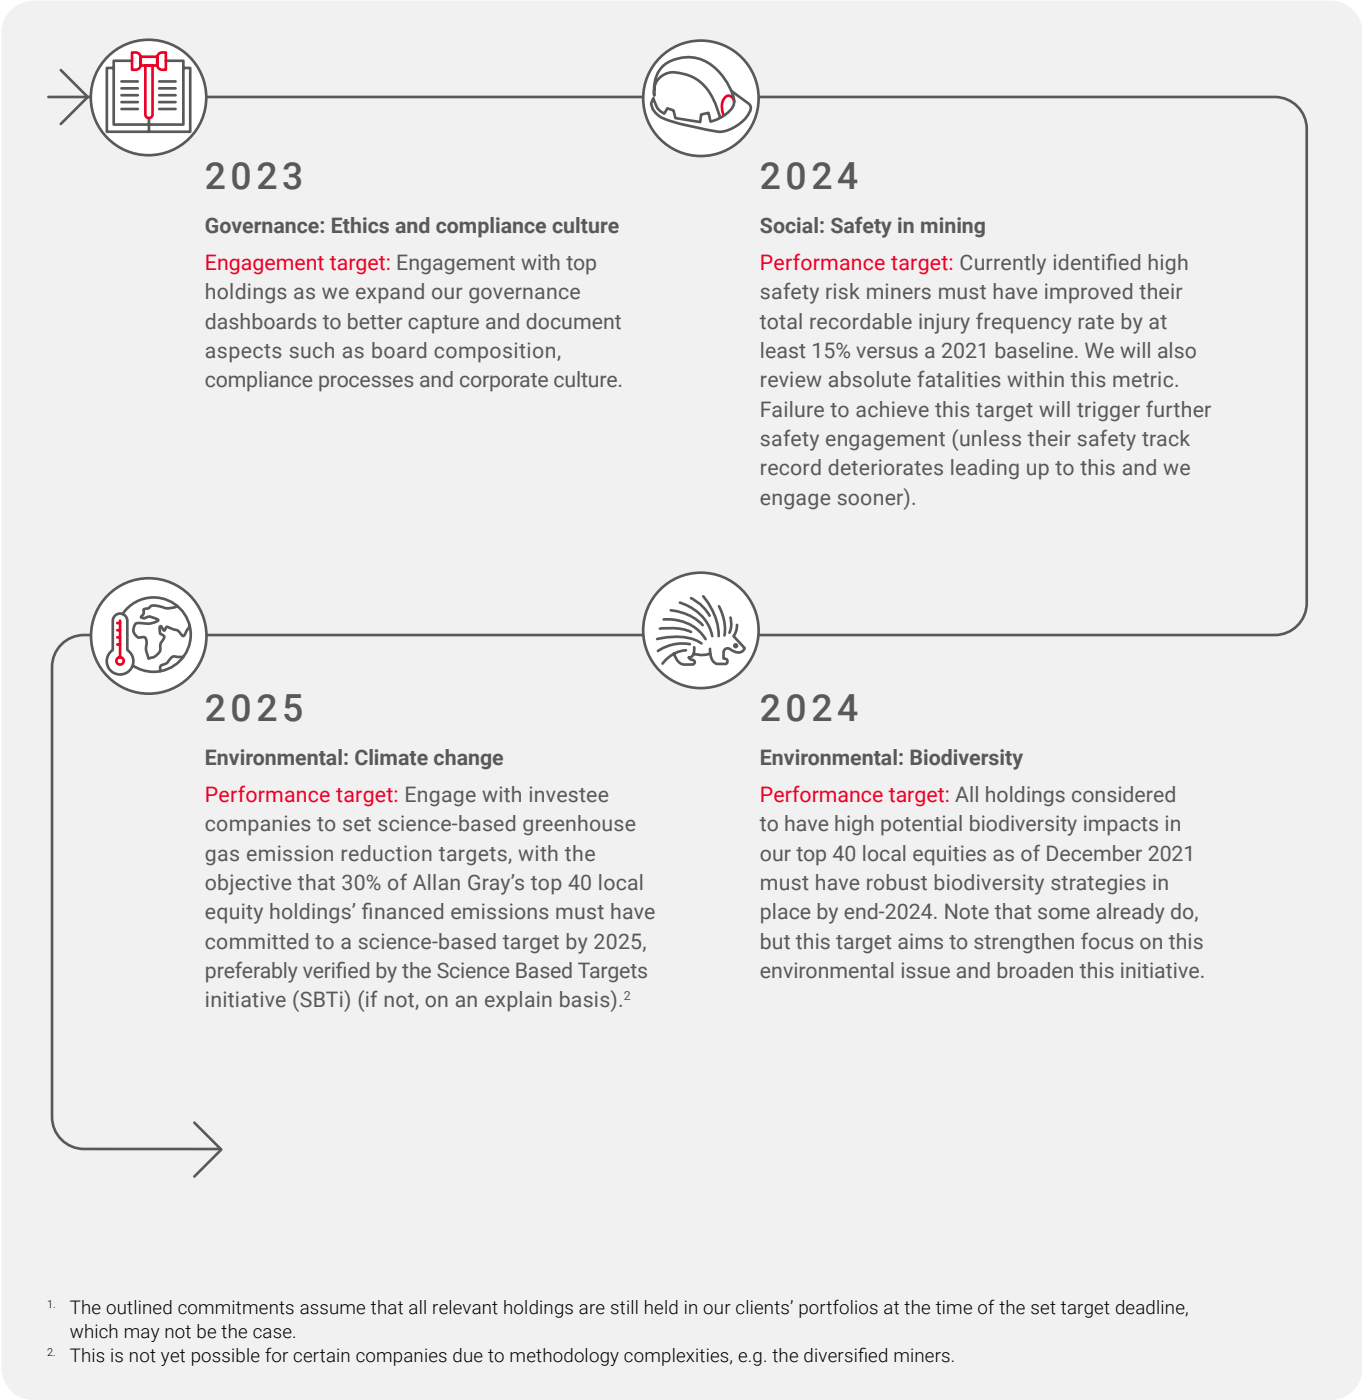 2023
Governance: Ethics and compliance culture
Engagement target: Engagement with top
holdings as we expand our governance
dashboards to better capture and document
aspects such as board composition,
compliance processes and corporate culture.
2024
Social: Safety in mining
Performance target: Currently identified high
safety risk miners must have improved their
total recordable injury frequency rate by at
least 15% versus a 2021 baseline. We will also
review absolute fatalities within this metric.
Failure to achieve this target will trigger further
safety engagement (unless their safety track
record deteriorates leading up to this and we
engage sooner).
2024
Environmental: Biodiversity
Performance target: All holdings considered
to have high potential biodiversity impacts in
our top 40 local equities as of December 2021
must have robust biodiversity strategies in
place by end-2024. Note that some already do,
but this target aims to strengthen focus on this
environmental issue and broaden this initiative.
2025
Environmental: Climate change
Performance target: Engage with investee
companies to set science-based greenhouse
gas emission reduction targets, with the
objective that 30% of Allan Gray’s top 40 local
equity holdings’ financed emissions must have
committed to a science-based target by 2025,
preferably verified by the Science Based Targets
initiative (SBTi) (if not, on an explain basis).²
1. The outlined commitments assume that all relevant holdings are still held in our clients’ portfolios at the time of the set target deadline,
which may not be the case.
2. This is not yet possible for certain companies due to methodology complexities, e.g. the diversified miners.